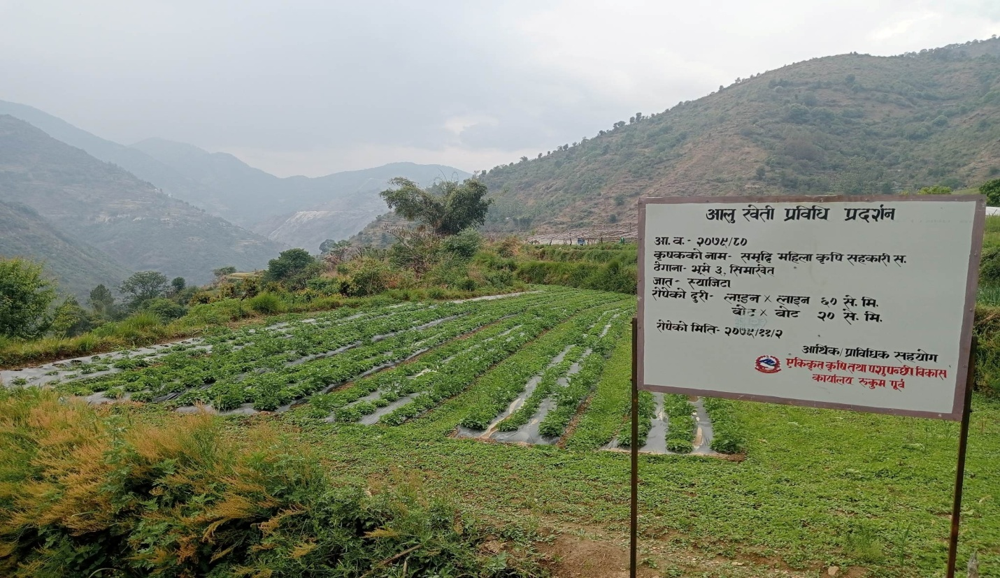 आलु खेती प्रविधि प्रदर्शन
आ. व. - २०७९/८०
कृषकको नाम - समृद्धि महिला कृषि सहकारी स.
ठेगाना - भूमे ३, सिमाखेत
जात - स्याजिटा
रोपेको दुरी - लाइन × लाइन ६० से. मि.
बोट × बोट २० से. मि.
रोपेको मिति - २०७९/११/२
आर्थिक/प्राविधिक सहयोग
एकिकृत कृषि तथा पशुपन्छी विकास
कार्यालय रुकुम पूर्व